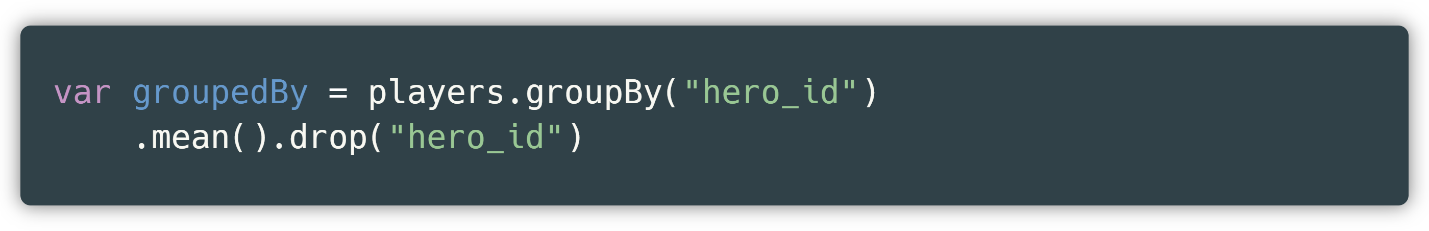 var groupedBy = players.groupBy("hero_id")
    .mean().drop("hero_id")